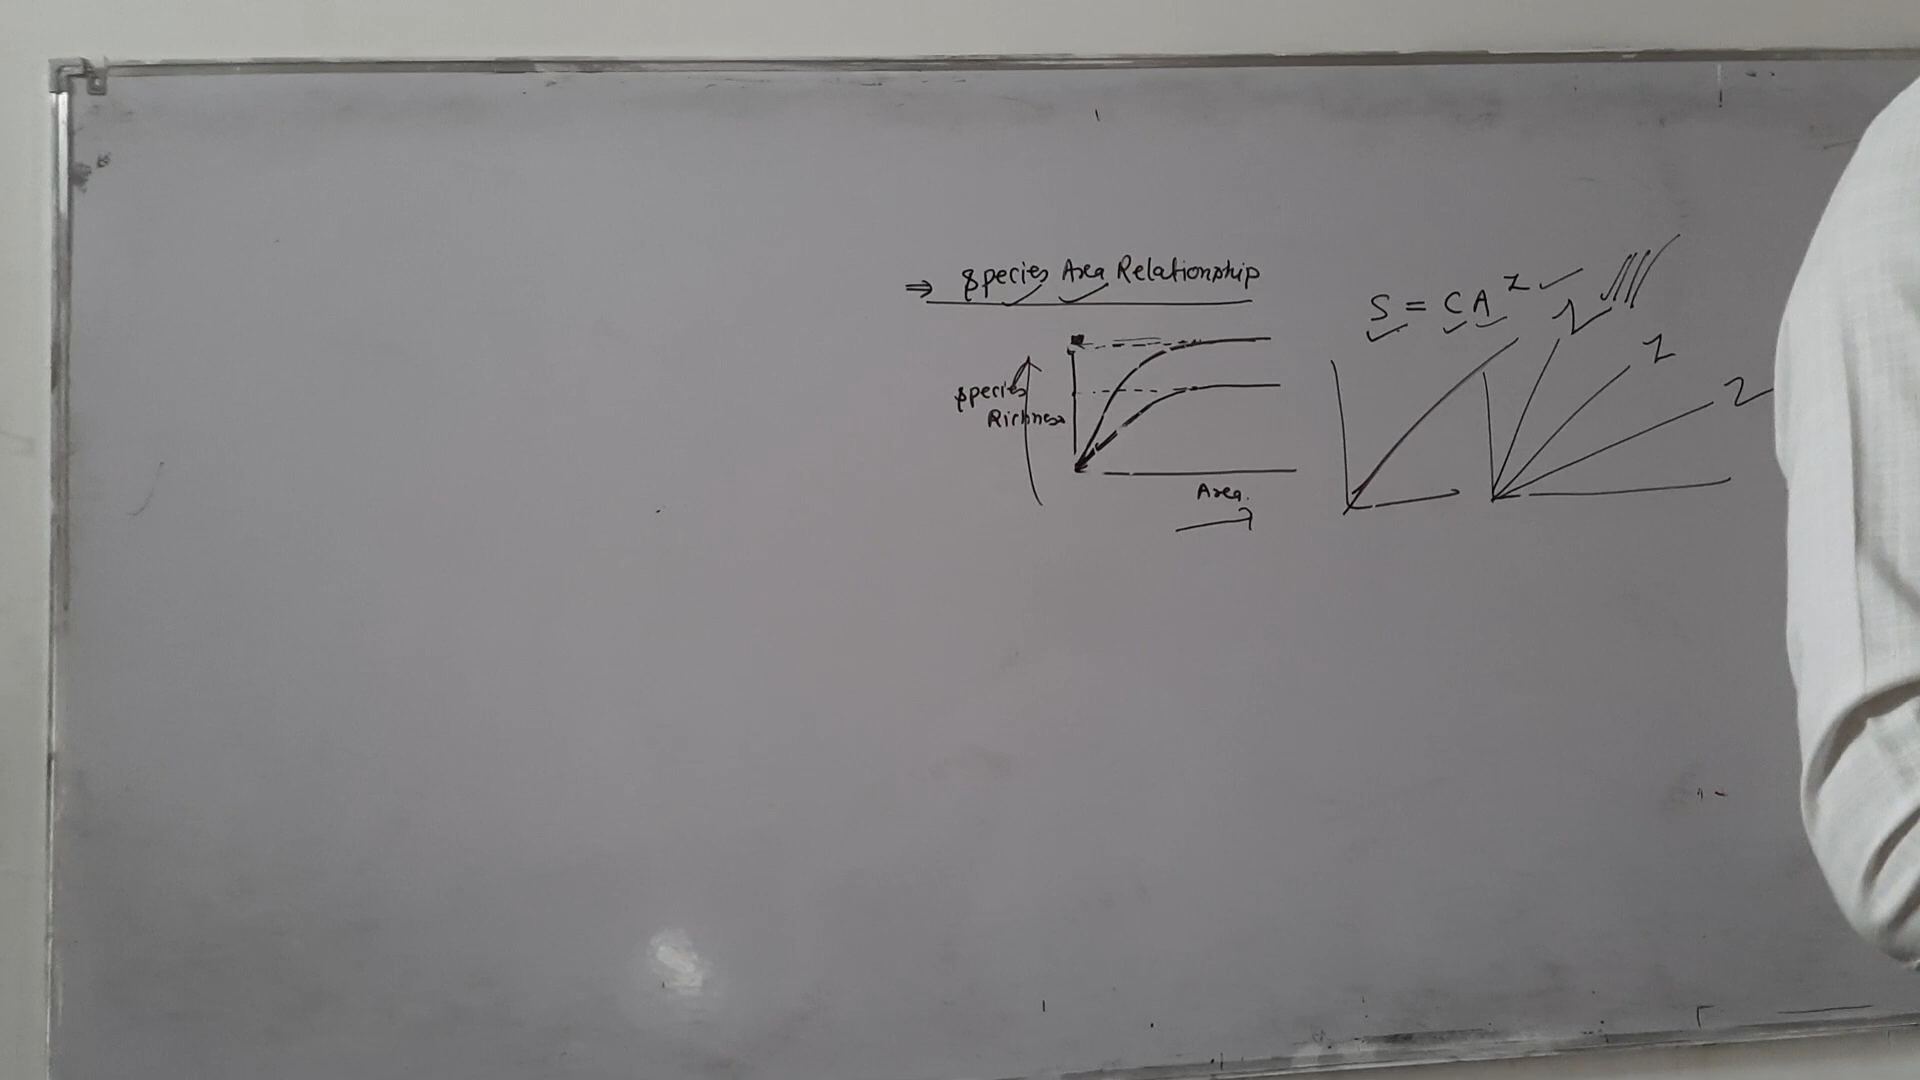 ⇒ Species Area Relationship
S = CA^z
Species
Richness
Area.
z
z
z